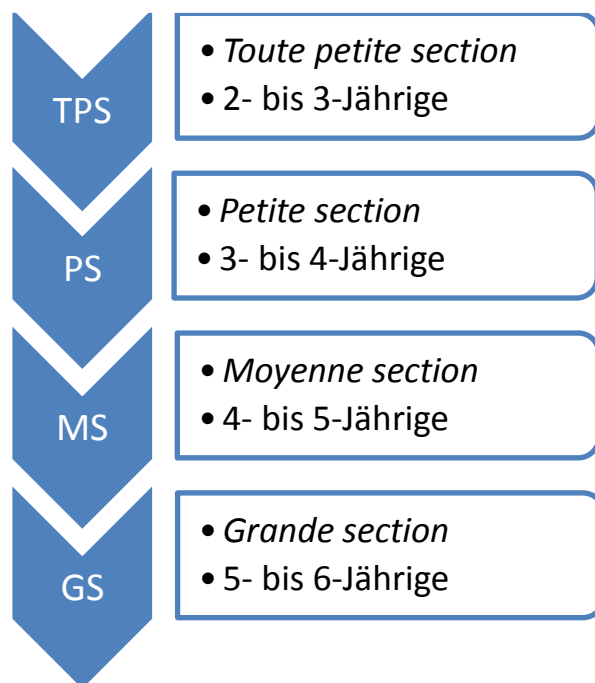 TPS
• Toute petite section
• 2- bis 3-Jährige
PS
• Petite section
• 3- bis 4-Jährige
MS
• Moyenne section
• 4- bis 5-Jährige
GS
• Grande section
• 5- bis 6-Jährige